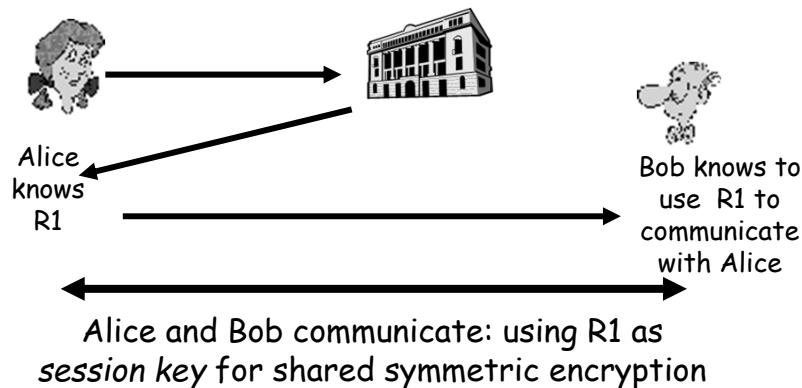 Alice
knows
R1
Bob knows to
use R1 to
communicate
with Alice
Alice and Bob communicate: using R1 as
session key for shared symmetric encryption